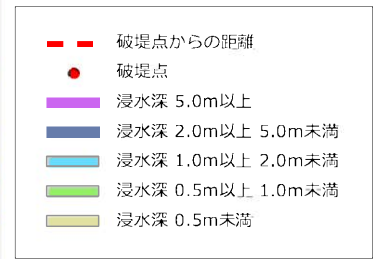 破堤点からの距離
破堤点
浸水深 5.0m以上
浸水深 2.0m以上 5.0m未満
浸水深 1.0m以上 2.0m未満
浸水深 0.5m以上 1.0m未満
浸水深 0.5m未満